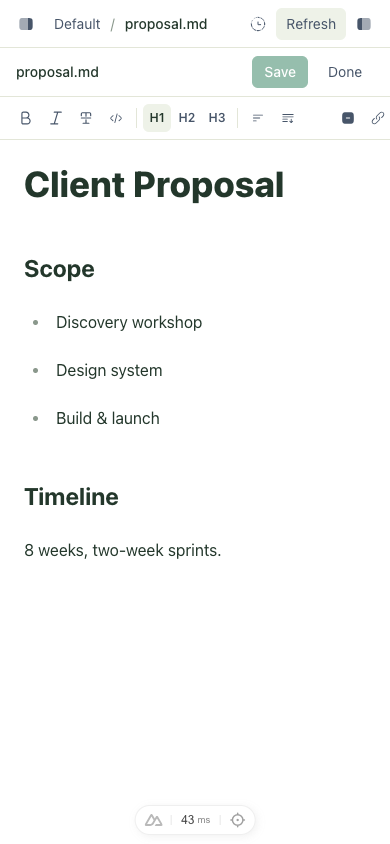 Default / proposal.md
Refresh
proposal.md
Save
Done
H1 H2 H3
Client Proposal
Scope
• Discovery workshop
• Design system
• Build & launch
Timeline
8 weeks, two-week sprints.
43 ms